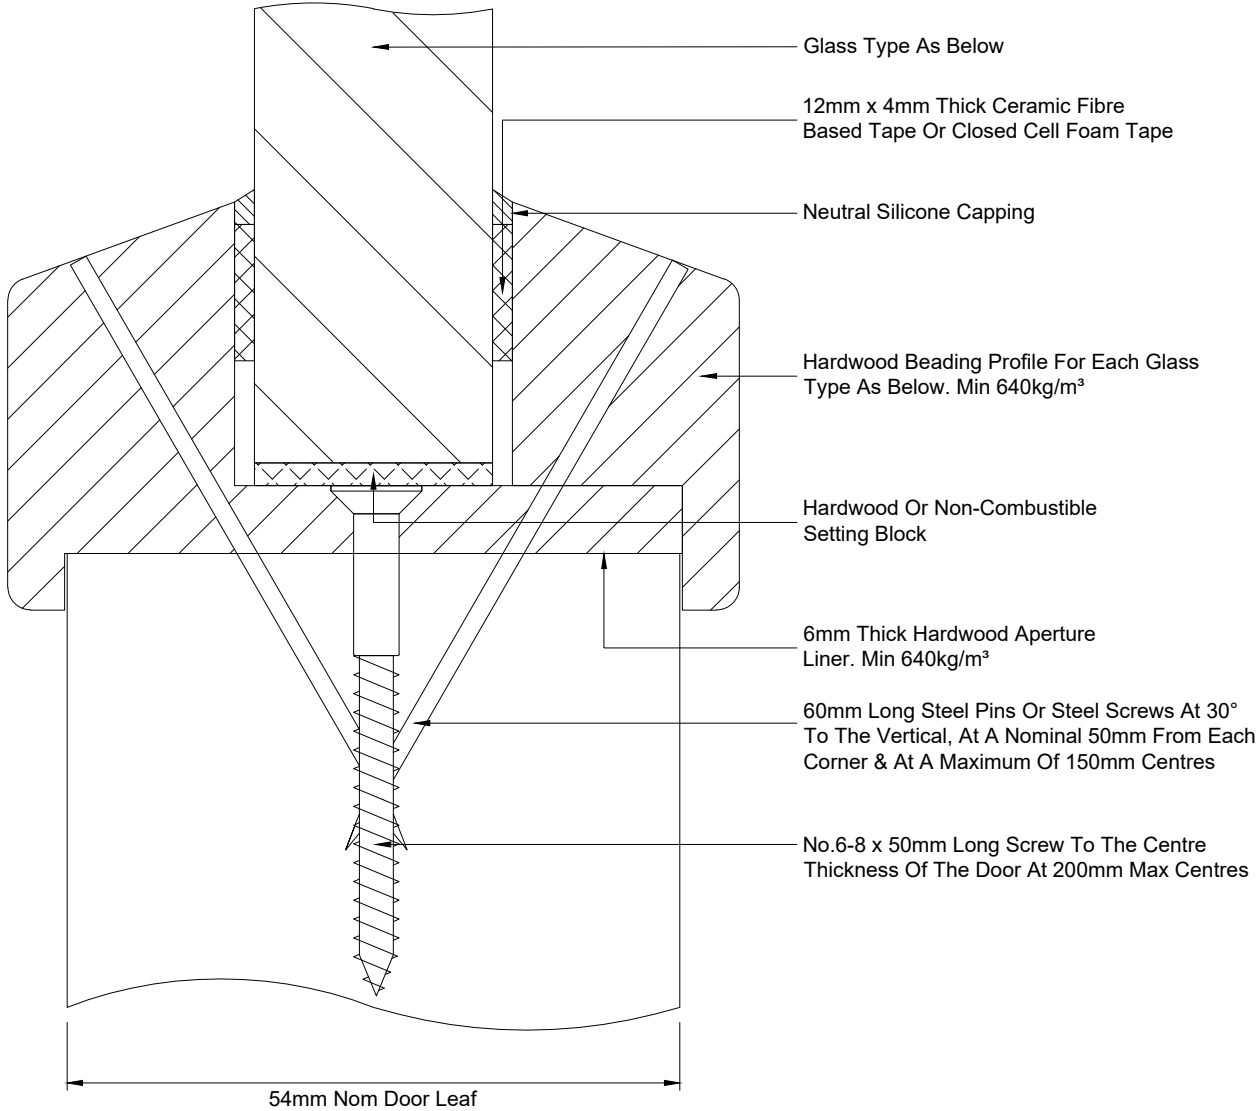 Glass Type As Below
12mm x 4mm Thick Ceramic Fibre
Based Tape Or Closed Cell Foam Tape
Neutral Silicone Capping
Hardwood Beading Profile For Each Glass
Type As Below. Min 640kg/m³
Hardwood Or Non-Combustible
Setting Block
6mm Thick Hardwood Aperture
Liner. Min 640kg/m³
60mm Long Steel Pins Or Steel Screws At 30°
To The Vertical, At A Nominal 50mm From Each
Corner & At A Maximum Of 150mm Centres
No.6-8 x 50mm Long Screw To The Centre
Thickness Of The Door At 200mm Max Centres
54mm Nom Door Leaf